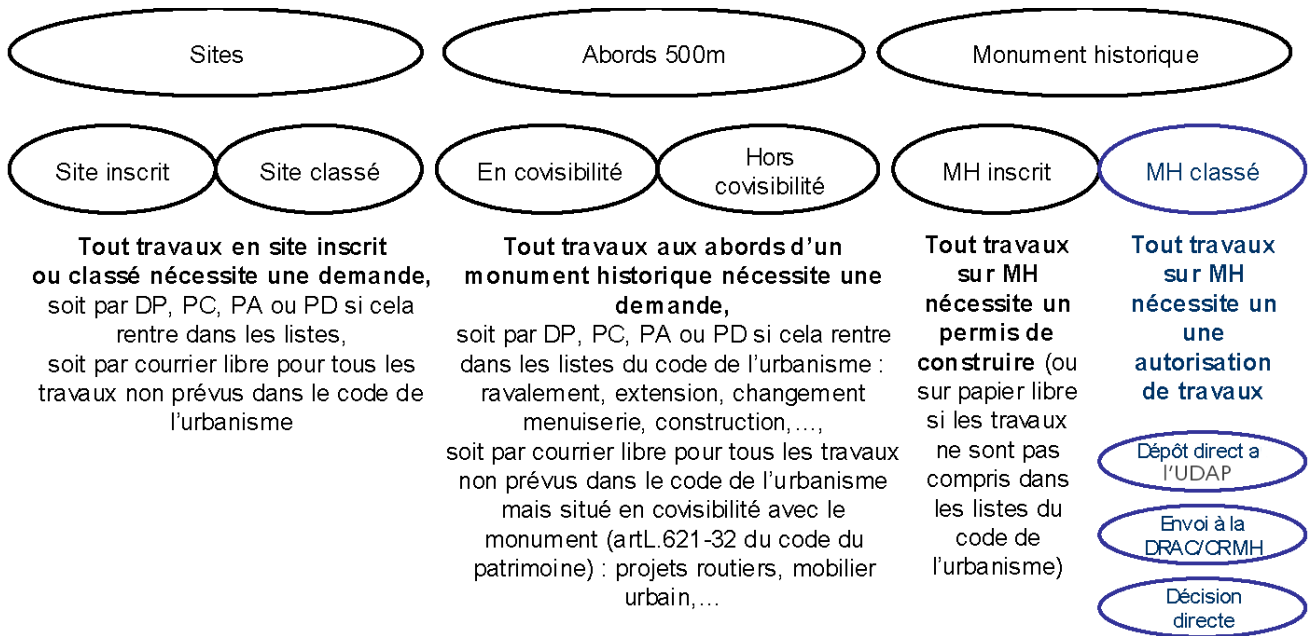 Sites
Abords 500m
Monument historique
Site inscrit
Site classé
En covisibilité
Hors
covisibilité
MH inscrit
MH classé
Tout travaux en site inscrit
ou classé nécessite une demande,
soit par DP, PC, PA ou PD si cela
rentre dans les listes,
soit par courrier libre pour tous les
travaux non prévus dans le code de
l'urbanisme
Tout travaux aux abords d'un
monument historique nécessite une
demande,
soit par DP, PC, PA ou PD si cela rentre
dans les listes du code de l'urbanisme :
ravalement, extension, changement
menuiserie, construction,…,
soit par courrier libre pour tous les travaux
non prévus dans le code de l'urbanisme
mais situé en covisibilité avec le
monument (artL.621-32 du code du
patrimoine) : projets routiers, mobilier
urbain,…
Tout travaux
sur MH
nécessite un
permis de
construire (ou
sur papier libre
si les travaux
ne sont pas
compris dans
les listes du
code de
l'urbanisme)
Tout travaux
sur MH
nécessite un
une
autorisation
de travaux
Dépôt direct a
l'UDAP
Envoi à la
DRAC/CRMH
Décision
directe